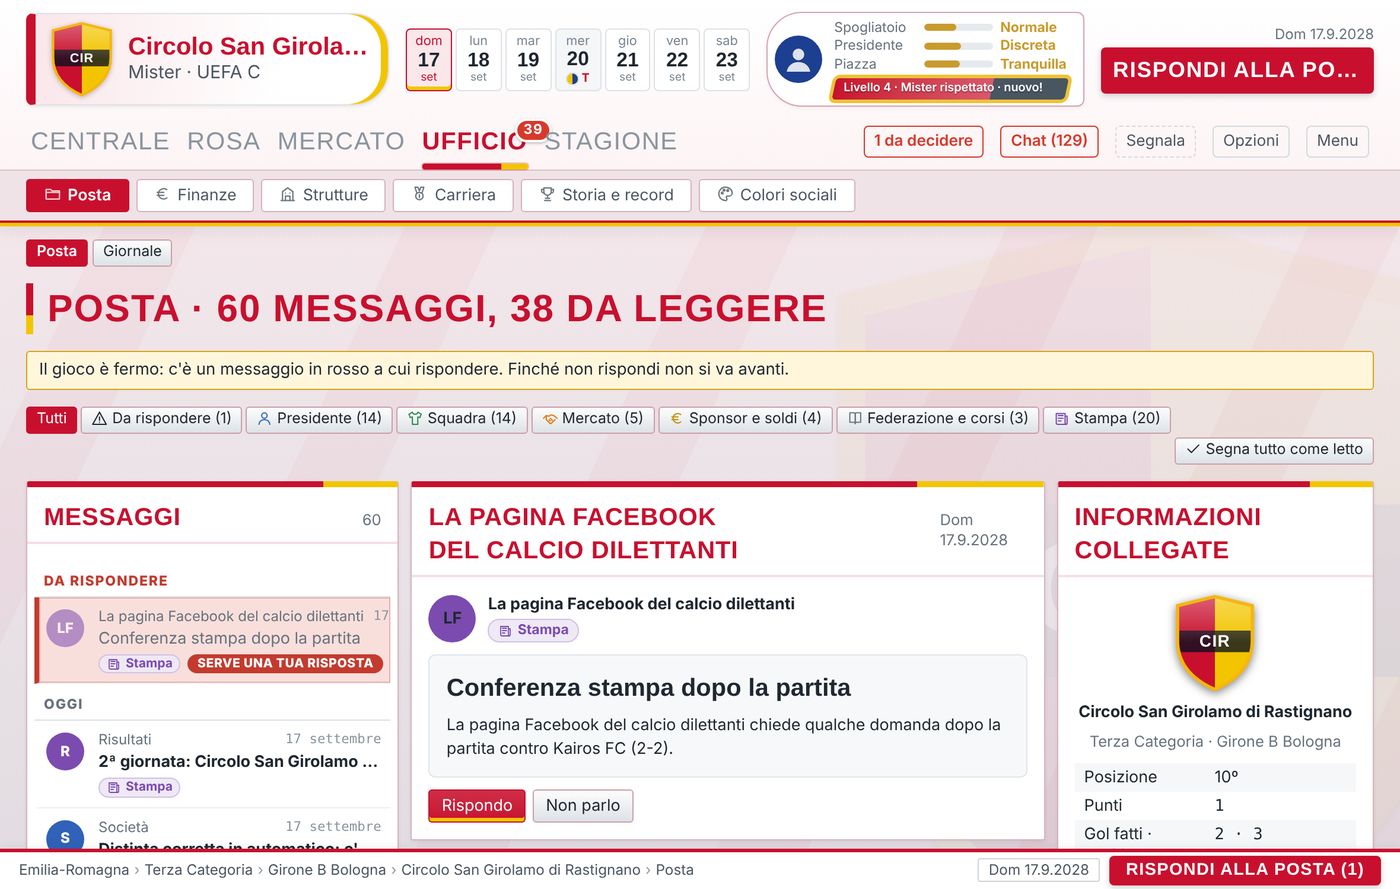 CIR
Circolo San Girola...
Mister · UEFA C
dom 17 set
lun 18 set
mar 19 set
mer 20 T
gio 21 set
ven 22 set
sab 23 set
Spogliatoio Normale
Presidente Discreta
Piazza Tranquilla
Livello 4 · Mister rispettato · nuovo!
Dom 17.9.2028
RISPONDI ALLA PO...
CENTRALE ROSA MERCATO UFFICIO 39 STAGIONE
1 da decidere Chat (129) Segnala Opzioni Menu
Posta Finanze Strutture Carriera Storia e record Colori sociali
Posta Giornale
POSTA · 60 MESSAGGI, 38 DA LEGGERE
Il gioco è fermo: c'è un messaggio in rosso a cui rispondere. Finché non rispondi non si va avanti.
Tutti Da rispondere (1) Presidente (14) Squadra (14) Mercato (5) Sponsor e soldi (4) Federazione e corsi (3) Stampa (20)
Segna tutto come letto
MESSAGGI 60
DA RISPONDERE
LF La pagina Facebook del calcio dilettanti 17
Conferenza stampa dopo la partita
Stampa SERVE UNA TUA RISPOSTA
OGGI
R Risultati 17 settembre
2ª giornata: Circolo San Girolamo ...
Stampa
S Società 17 settembre
Distinta corretta in automatico: c'
LA PAGINA FACEBOOK
DEL CALCIO DILETTANTI
Dom
17.9.2028
LF La pagina Facebook del calcio dilettanti
Stampa
Conferenza stampa dopo la partita
La pagina Facebook del calcio dilettanti chiede qualche domanda dopo la
partita contro Kairos FC (2-2).
Rispondo Non parlo
INFORMAZIONI
COLLEGATE
CIR
Circolo San Girolamo di Rastignano
Terza Categoria · Girone B Bologna
Posizione 10º
Punti 1
Gol fatti · 2 · 3
Emilia-Romagna › Terza Categoria › Girone B Bologna › Circolo San Girolamo di Rastignano › Posta
Dom 17.9.2028
RISPONDI ALLA POSTA (1)